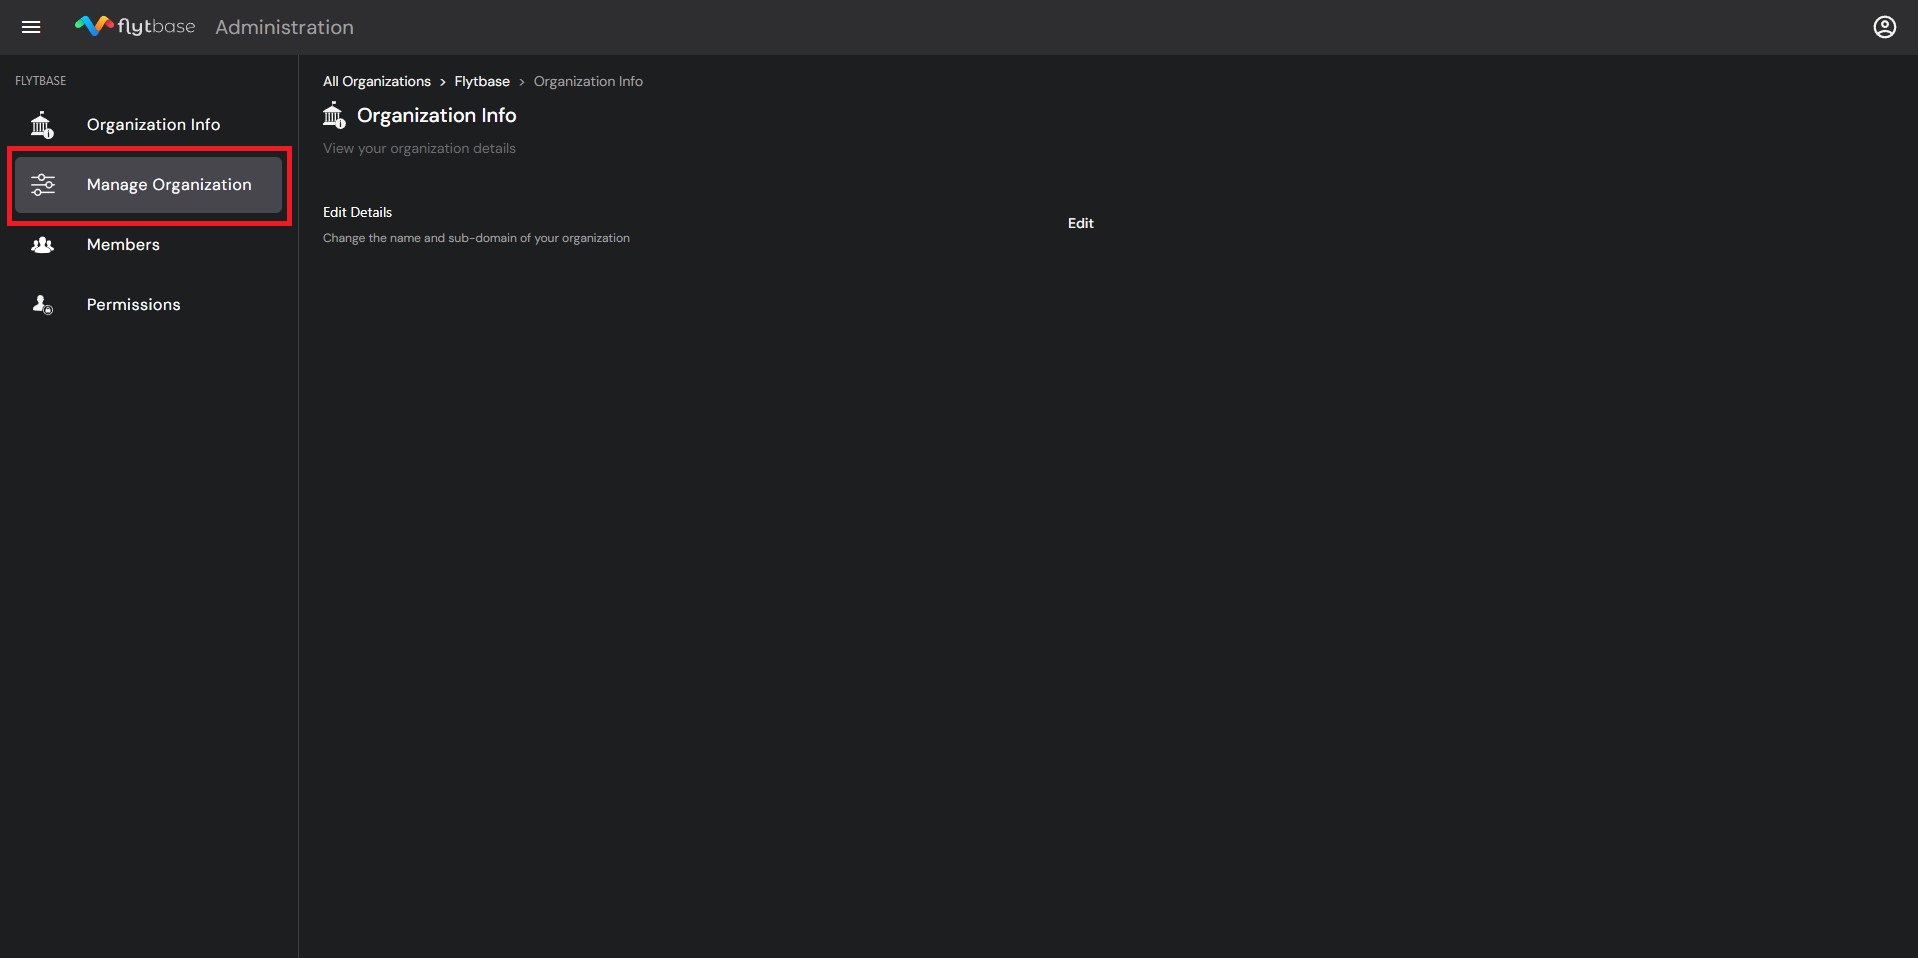 flytbase Administration
FLYTBASE
Organization Info
Manage Organization
Members
Permissions
All Organizations > Flytbase > Organization Info
Organization Info
View your organization details
Edit Details
Change the name and sub-domain of your organization
Edit